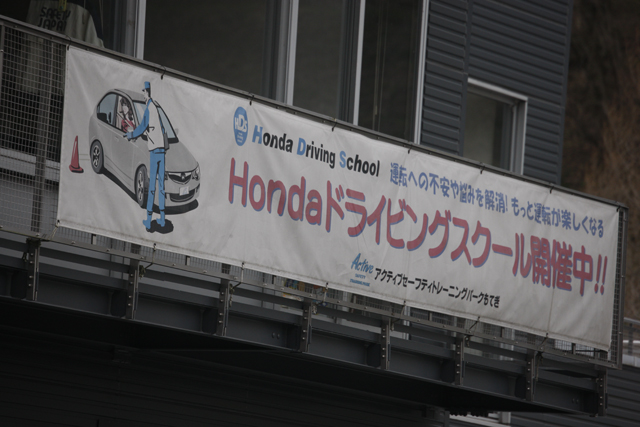 HDS Honda Driving School
運転への不安や悩みを解消! もっと運転が楽しくなる
Hondaドライビングスクール開催中!!
Active
アクティブセーフティトレーニングパークもてぎ